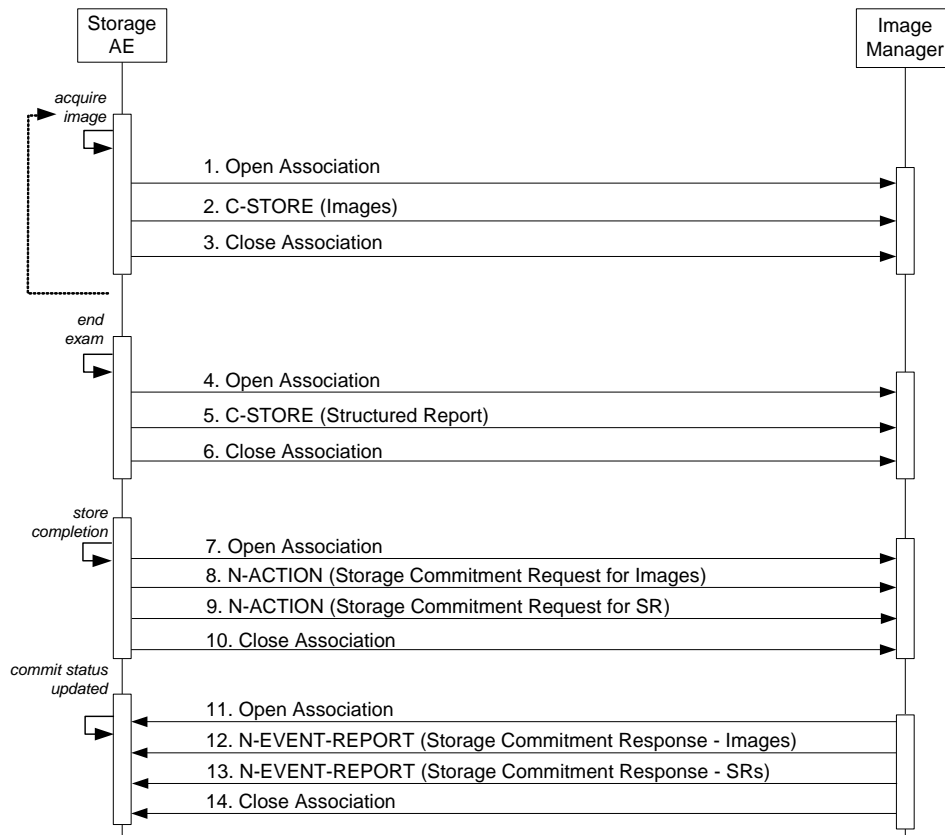 Storage
AE
Image
Manager
acquire
image
1. Open Association
2. C-STORE (Images)
3. Close Association
end
exam
4. Open Association
5. C-STORE (Structured Report)
6. Close Association
store
completion
7. Open Association
8. N-ACTION (Storage Commitment Request for Images)
9. N-ACTION (Storage Commitment Request for SR)
10. Close Association
commit status
updated
11. Open Association
12. N-EVENT-REPORT (Storage Commitment Response - Images)
13. N-EVENT-REPORT (Storage Commitment Response - SRs)
14. Close Association